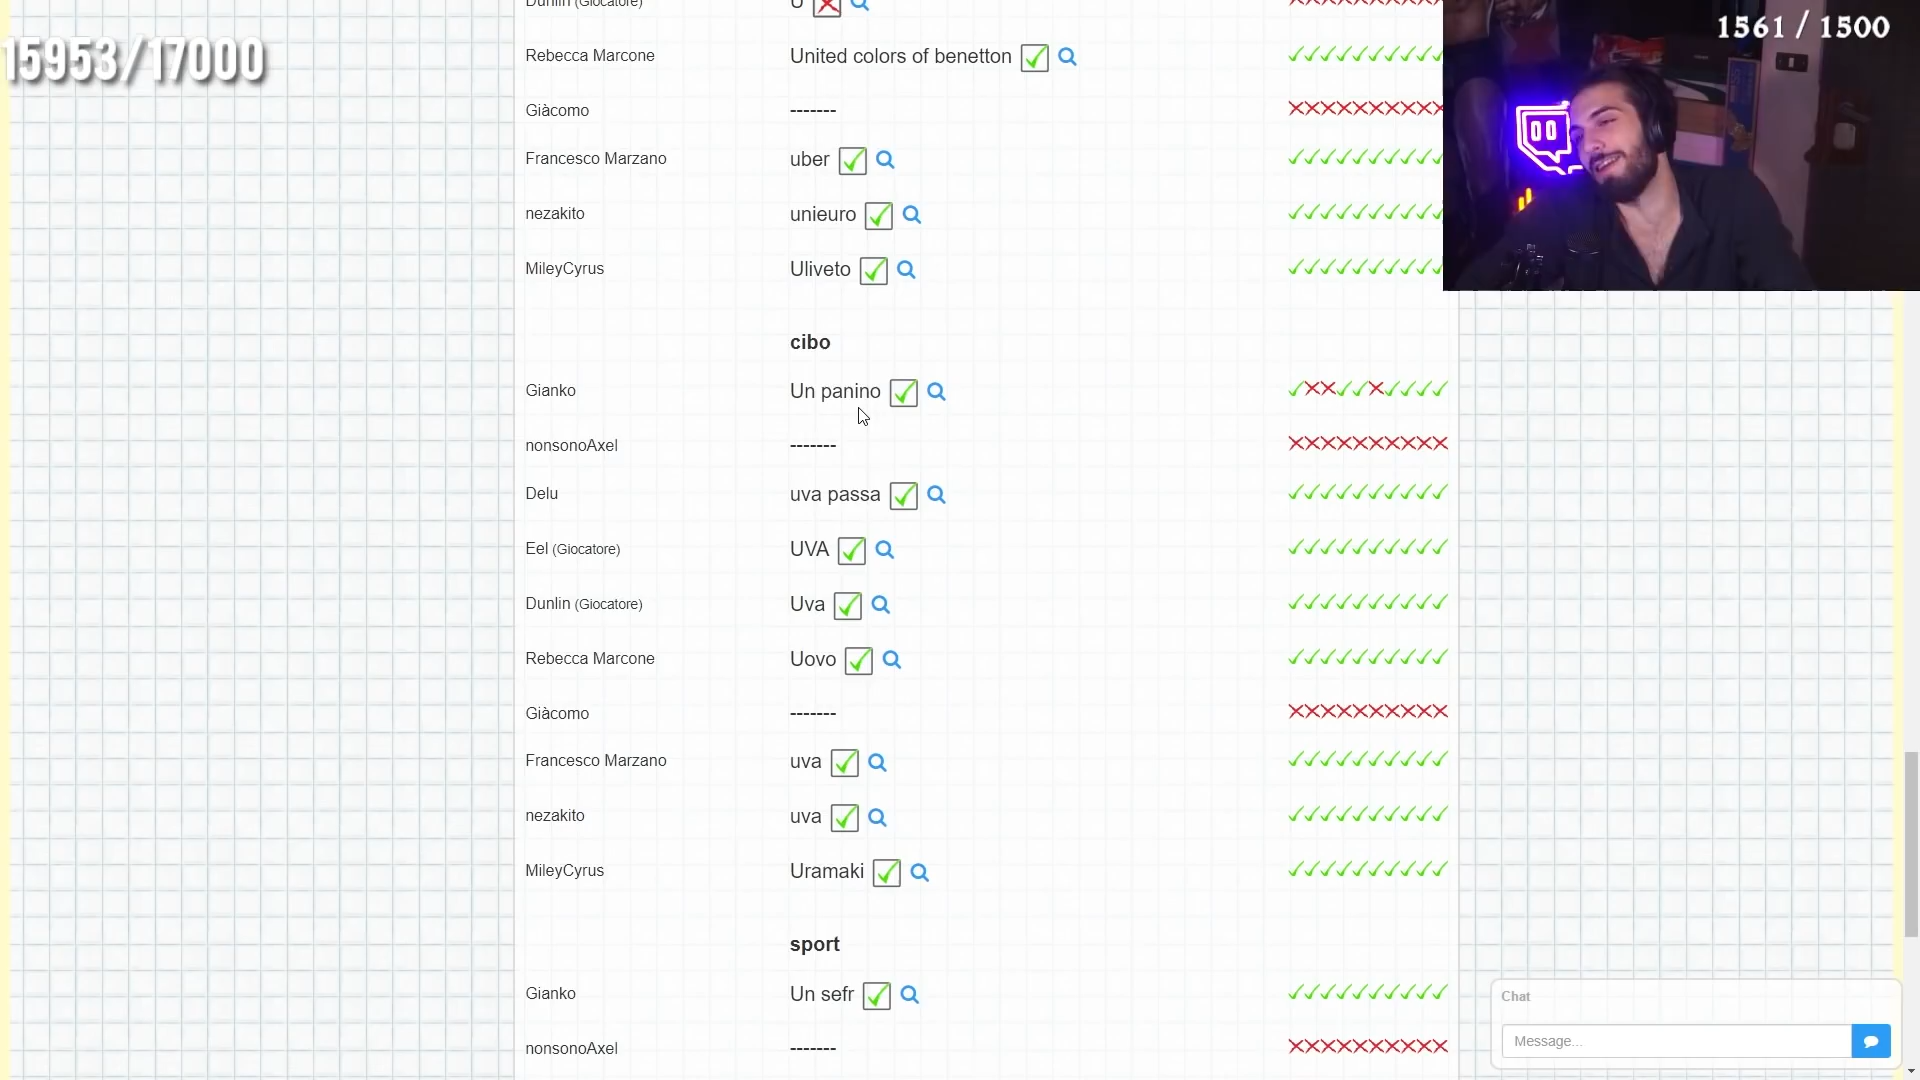 Dunlin (Giocatore) U
15953/17000
1561 / 1500
Rebecca Marcone United colors of benetton
Giàcomo -------
Francesco Marzano uber
nezakito unieuro
MileyCyrus Uliveto
cibo
Gianko Un panino
nonsonoAxel -------
Delu uva passa
Eel (Giocatore) UVA
Dunlin (Giocatore) Uva
Rebecca Marcone Uovo
Giàcomo -------
Francesco Marzano uva
nezakito uva
MileyCyrus Uramaki
sport
Gianko Un sefr
nonsonoAxel -------
Chat
Message...